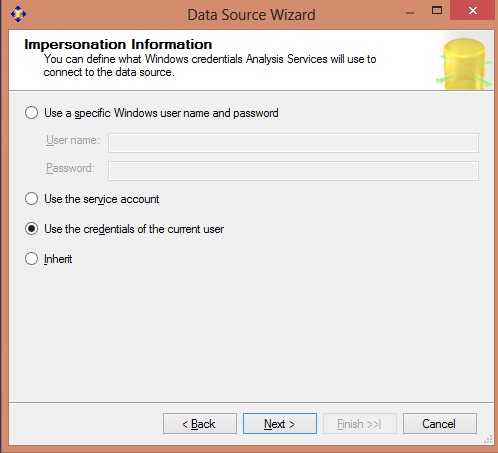 Data Source Wizard
Impersonation Information
You can define what Windows credentials Analysis Services will use to
connect to the data source.
Use a specific Windows user name and password
User name:
Password:
Use the service account
Use the credentials of the current user
Inherit
< Back
Next >
Finish >>|
Cancel